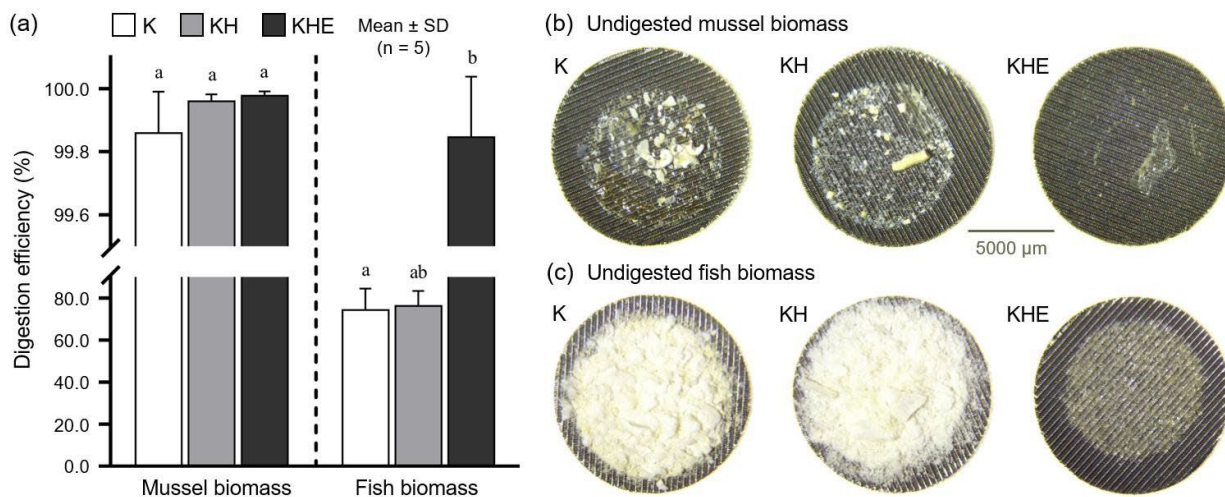 (a)
K
KH
KHE
Mean ± SD
(n = 5)
Digestion efficiency (%)
100.0
99.8
99.6
80.0
60.0
40.0
20.0
0.0
a
a
a
a
ab
b
Mussel biomass
Fish biomass
(b) Undigested mussel biomass
K
KH
KHE
5000 µm
(c) Undigested fish biomass
K
KH
KHE